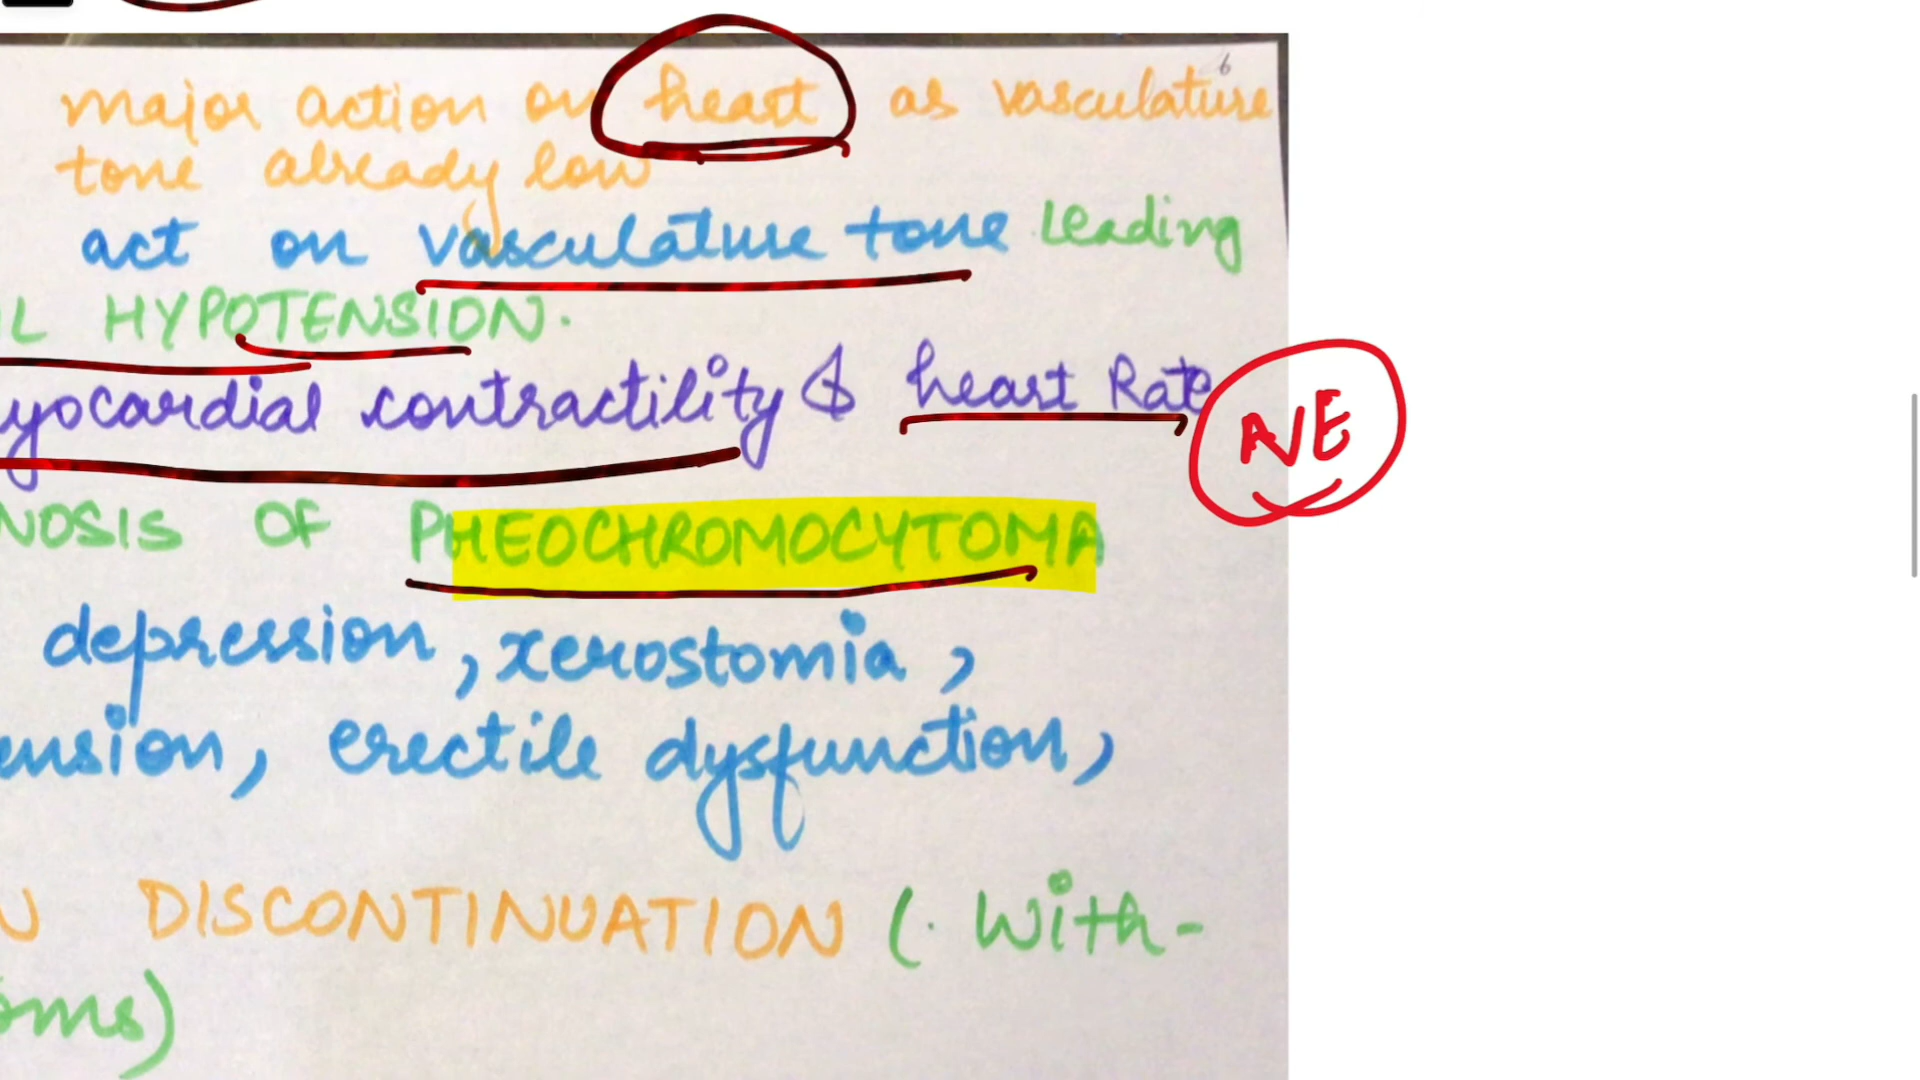 6
major action on heart as vasculature
tone already low
act on vasculature tone leading
L HYPOTENSION.
yocardial contractility & heart Rate
A/E
NOSIS OF PHEOCHROMOCYTOMA
depression, xerostomia,
ension, erectile dysfunction,
N DISCONTINUATION (. With-
oms)